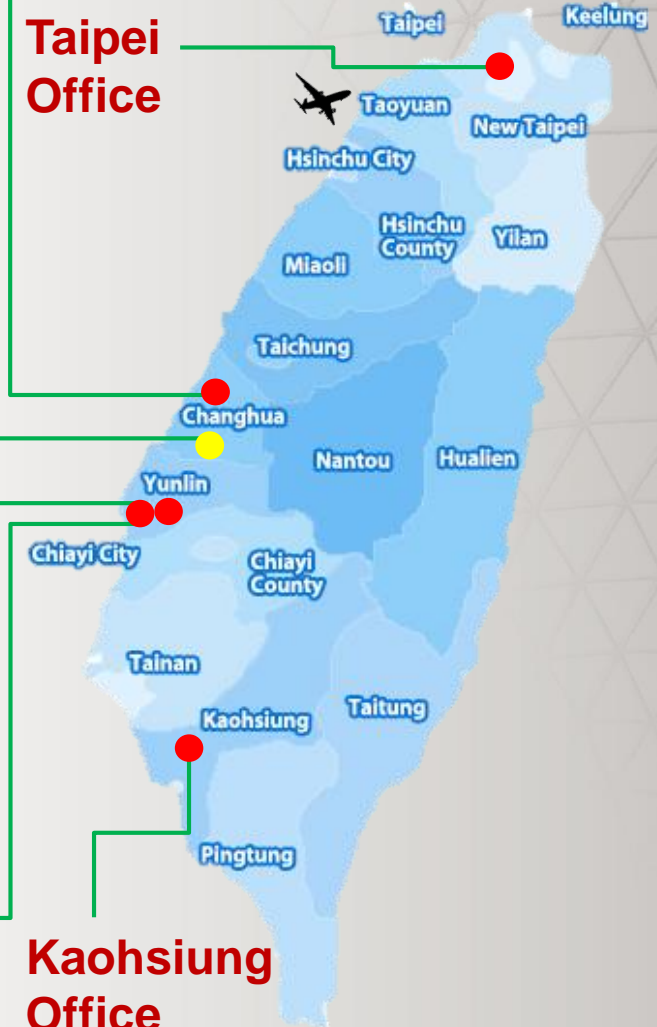 Taipei
Office
Taipei
Keelung
Taoyuan
New Taipei
Hsinchu City
Hsinchu
County
Yilan
Miaoli
Taichung
Changhua
Nantou
Hualien
Yunlin
Chiayi City
Chiayi
County
Tainan
Kaohsiung
Taitung
Pingtung
Kaohsiung
Office